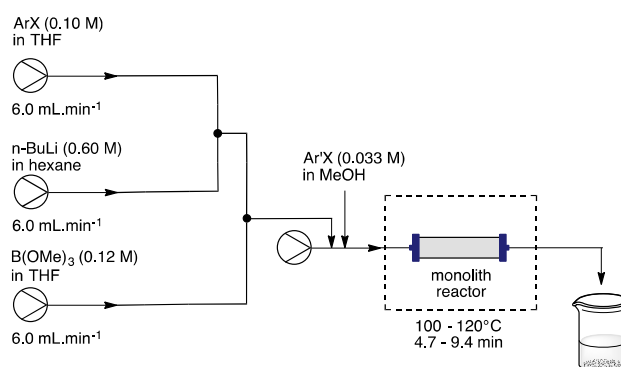 ArX (0.10 M)
in THF
6.0 mL.min⁻¹
n-BuLi (0.60 M)
in hexane
6.0 mL.min⁻¹
B(OMe)₃ (0.12 M)
in THF
6.0 mL.min⁻¹
Ar'X (0.033 M)
in MeOH
monolith
reactor
100 - 120°C
4.7 - 9.4 min